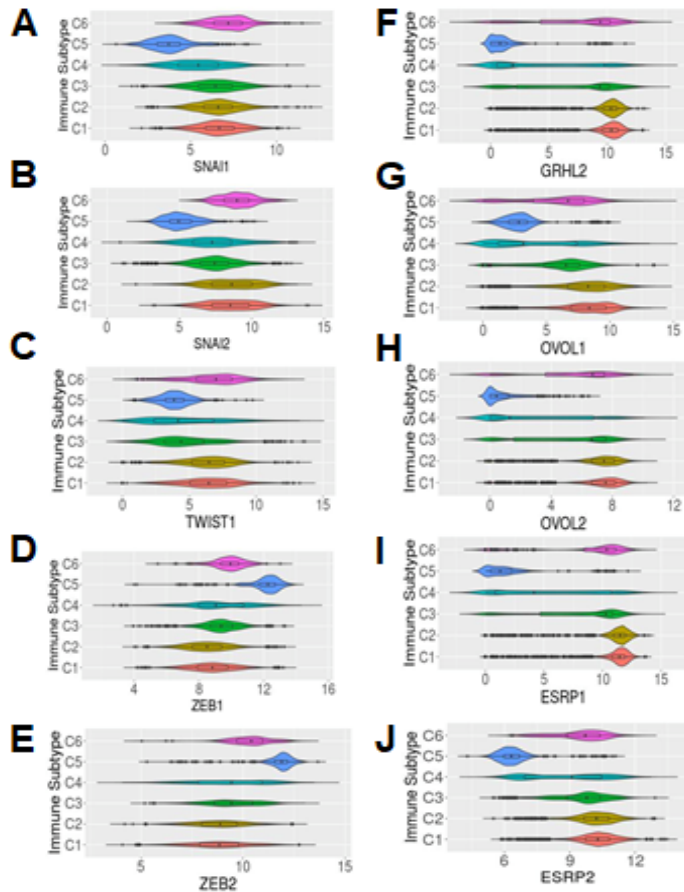 A
Immune Subtype
C6
C5
C4
C3
C2
C1
0 5 10
SNAI1
B
Immune Subtype
C6
C5
C4
C3
C2
C1
0 5 10 15
SNAI2
C
Immune Subtype
C6
C5
C4
C3
C2
C1
0 5 10 15
TWIST1
D
Immune Subtype
C6
C5
C4
C3
C2
C1
4 8 12 16
ZEB1
E
Immune Subtype
C6
C5
C4
C3
C2
C1
5 10 15
ZEB2
F
Immune Subtype
C6
C5
C4
C3
C2
C1
0 5 10 15
GRHL2
G
Immune Subtype
C6
C5
C4
C3
C2
C1
0 5 10 15
OVOL1
H
Immune Subtype
C6
C5
C4
C3
C2
C1
0 4 8 12
OVOL2
I
Immune Subtype
C6
C5
C4
C3
C2
C1
0 5 10 15
ESRP1
J
Immune Subtype
C6
C5
C4
C3
C2
C1
6 9 12
ESRP2